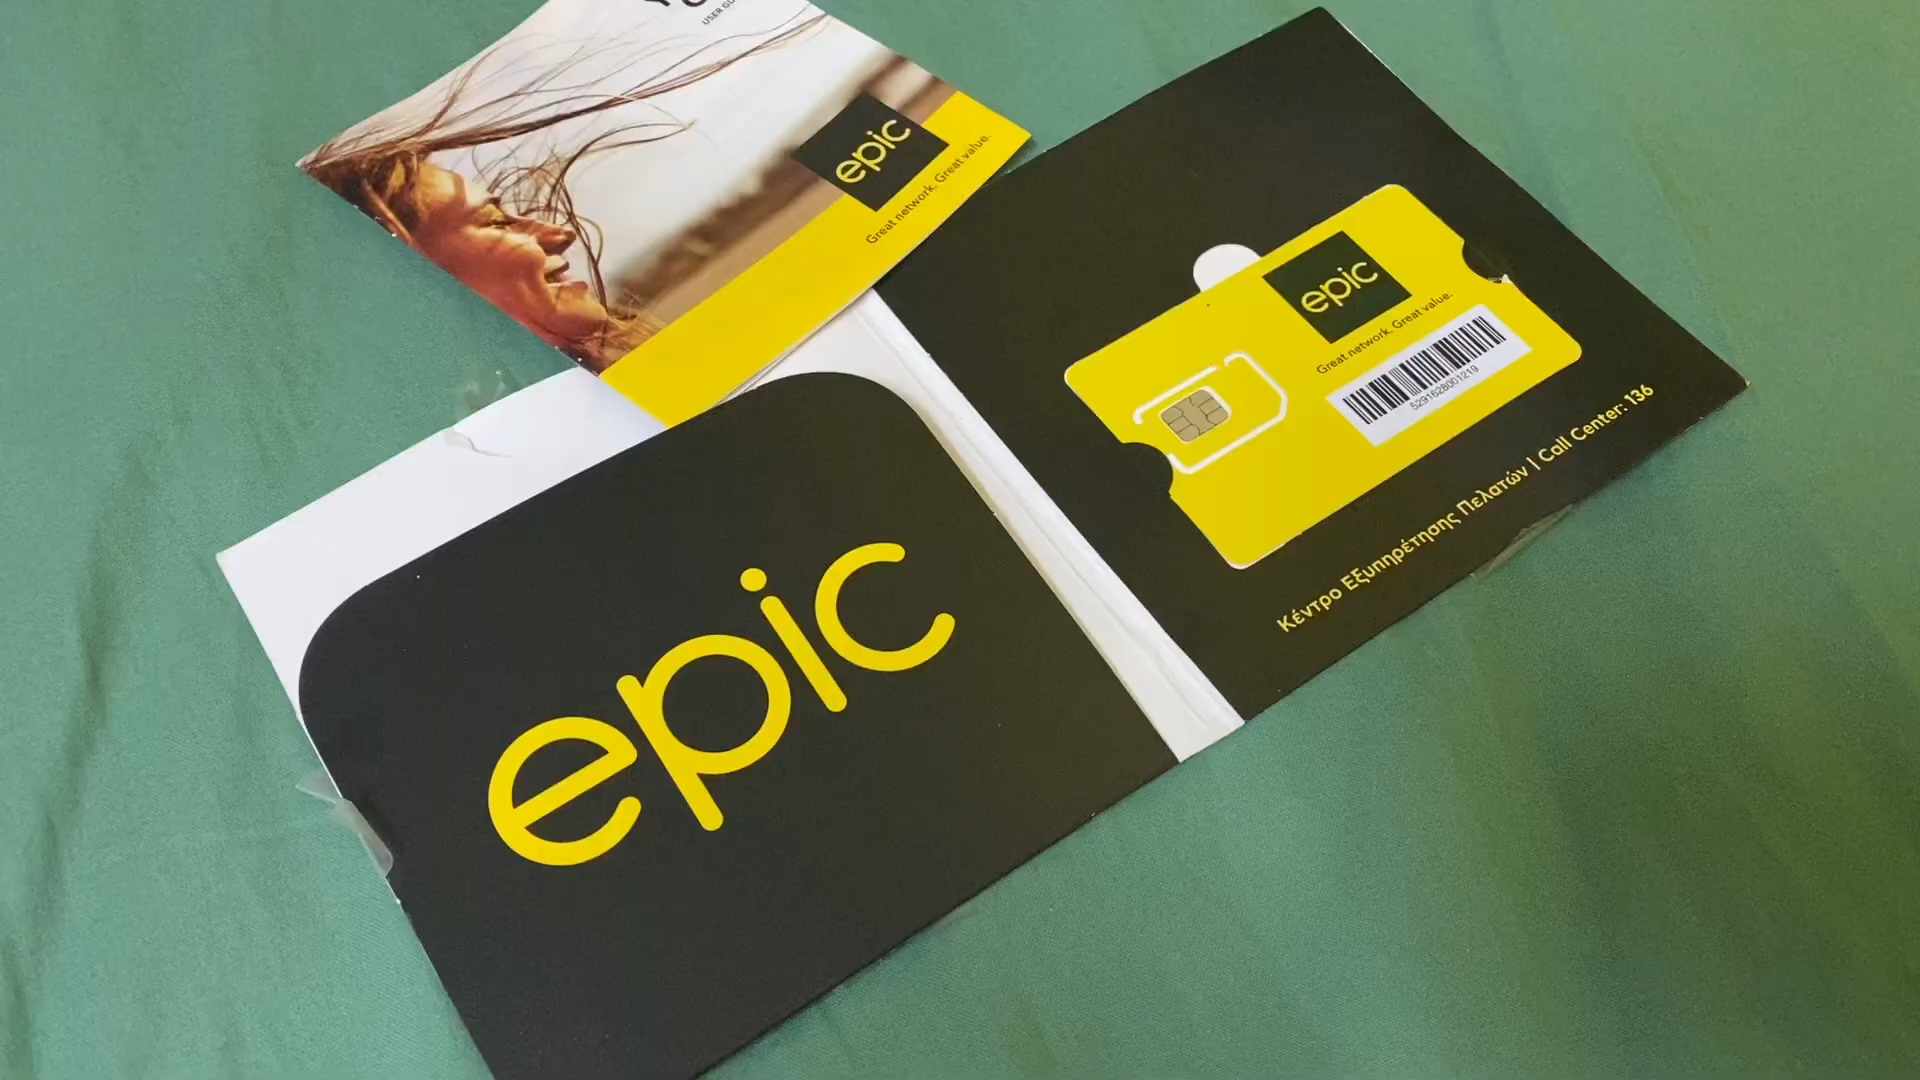 USER GU
epic
Great network. Great value.
epic
Great network. Great value.
5291628001219
Κέντρο Εξυπηρέτησης Πελατών | Call Center: 136
epic